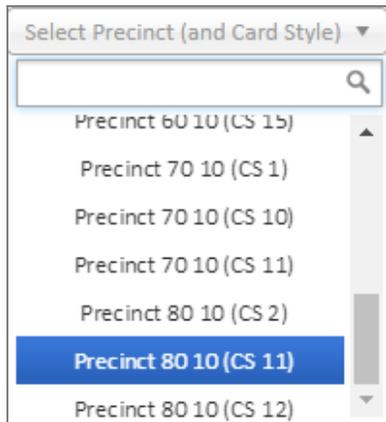 Select Precinct (and Card Style)
Precinct 60 10 (CS 15)
Precinct 70 10 (CS 1)
Precinct 70 10 (CS 10)
Precinct 70 10 (CS 11)
Precinct 80 10 (CS 2)
Precinct 80 10 (CS 11)
Precinct 80 10 (CS 12)